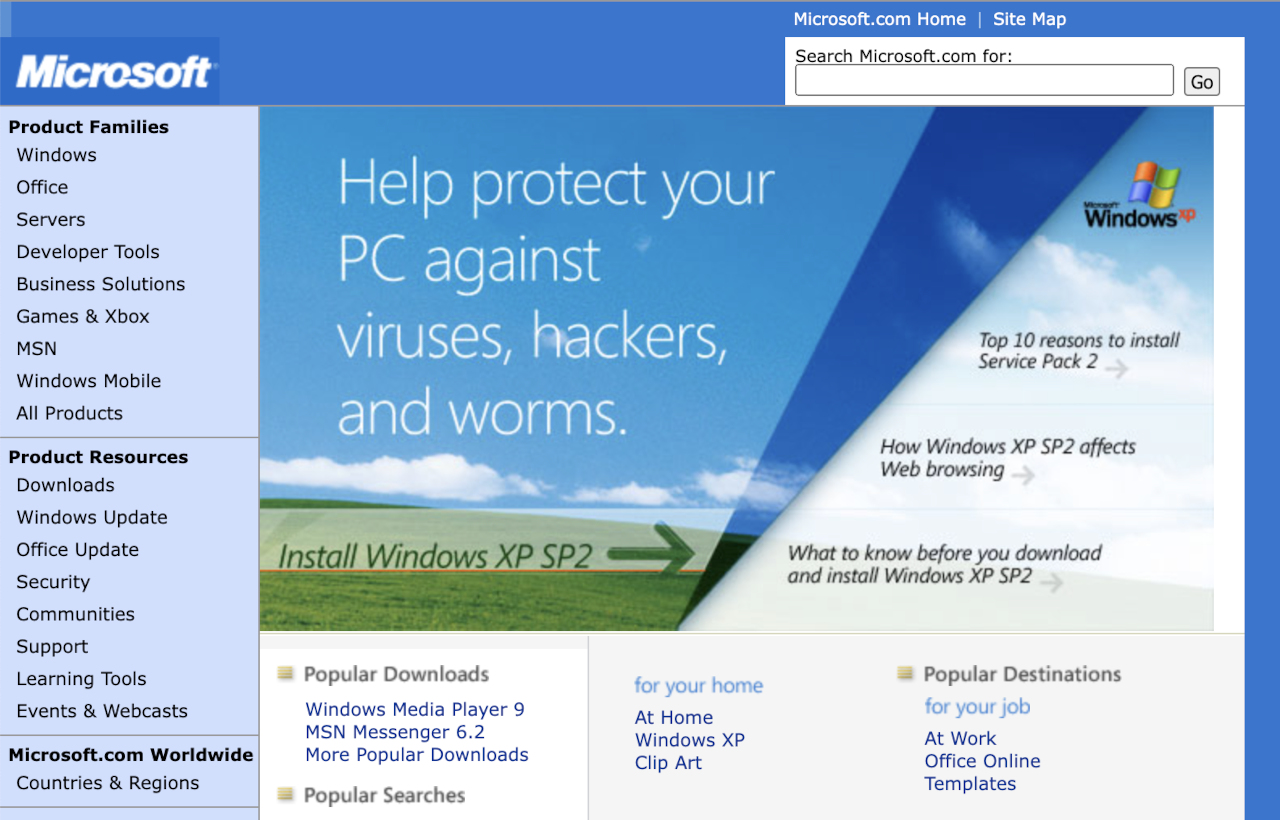 Microsoft.com Home | Site Map
Microsoft
Search Microsoft.com for:
Go
Product Families
Windows
Office
Servers
Developer Tools
Business Solutions
Games & Xbox
MSN
Windows Mobile
All Products
Product Resources
Downloads
Windows Update
Office Update
Security
Communities
Support
Learning Tools
Events & Webcasts
Microsoft.com Worldwide
Countries & Regions
Help protect your
PC against
viruses, hackers,
and worms.
Install Windows XP SP2
Microsoft
Windows xp
Top 10 reasons to install
Service Pack 2
How Windows XP SP2 affects
Web browsing
What to know before you download
and install Windows XP SP2
Popular Downloads
Windows Media Player 9
MSN Messenger 6.2
More Popular Downloads
Popular Searches
for your home
At Home
Windows XP
Clip Art
Popular Destinations
for your job
At Work
Office Online
Templates